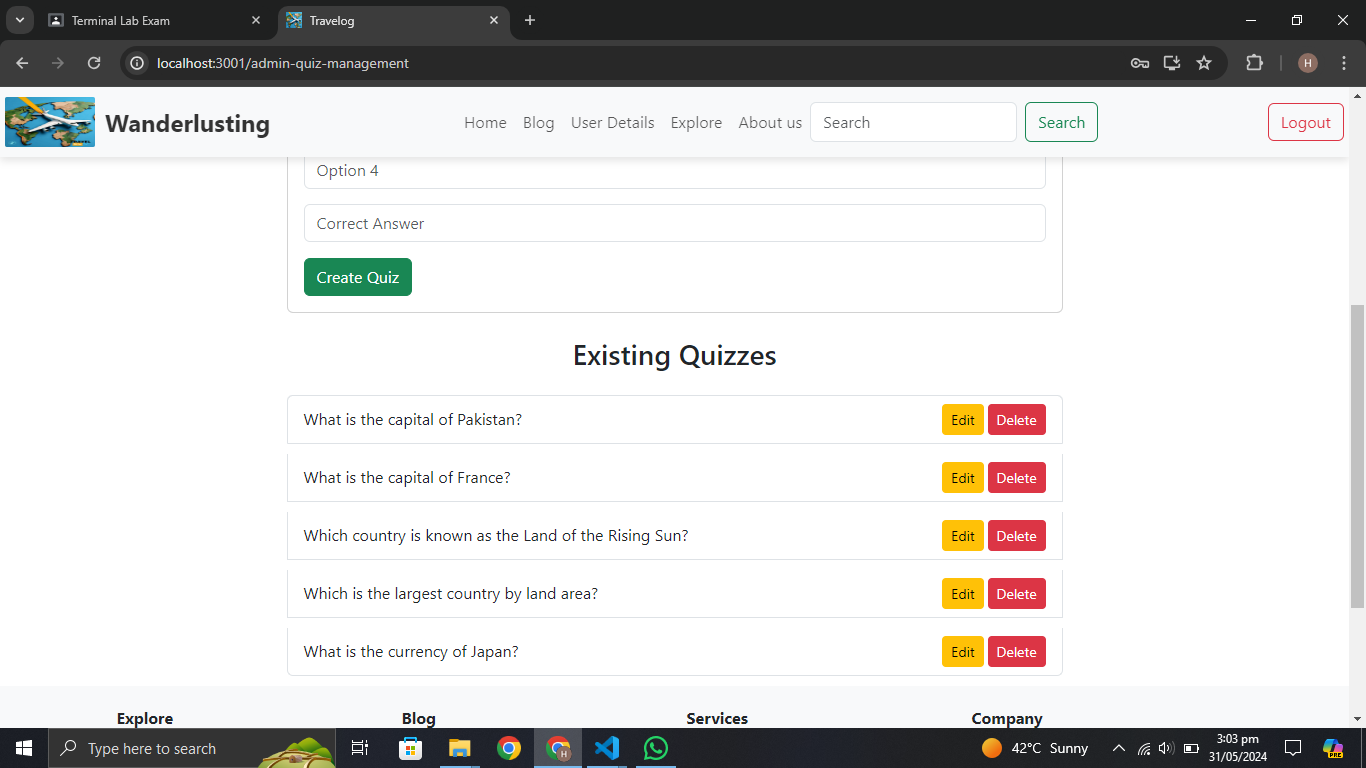 Terminal Lab Exam
Travelog
localhost:3001/admin-quiz-management
H
Wanderlusting
Home Blog User Details Explore About us Search Search Logout
Option 4
Correct Answer
Create Quiz
Existing Quizzes
What is the capital of Pakistan? Edit Delete
What is the capital of France? Edit Delete
Which country is known as the Land of the Rising Sun? Edit Delete
Which is the largest country by land area? Edit Delete
What is the currency of Japan? Edit Delete
Explore Blog Services Company
Type here to search
H
42°C Sunny
3:03 pm
31/05/2024
PRE